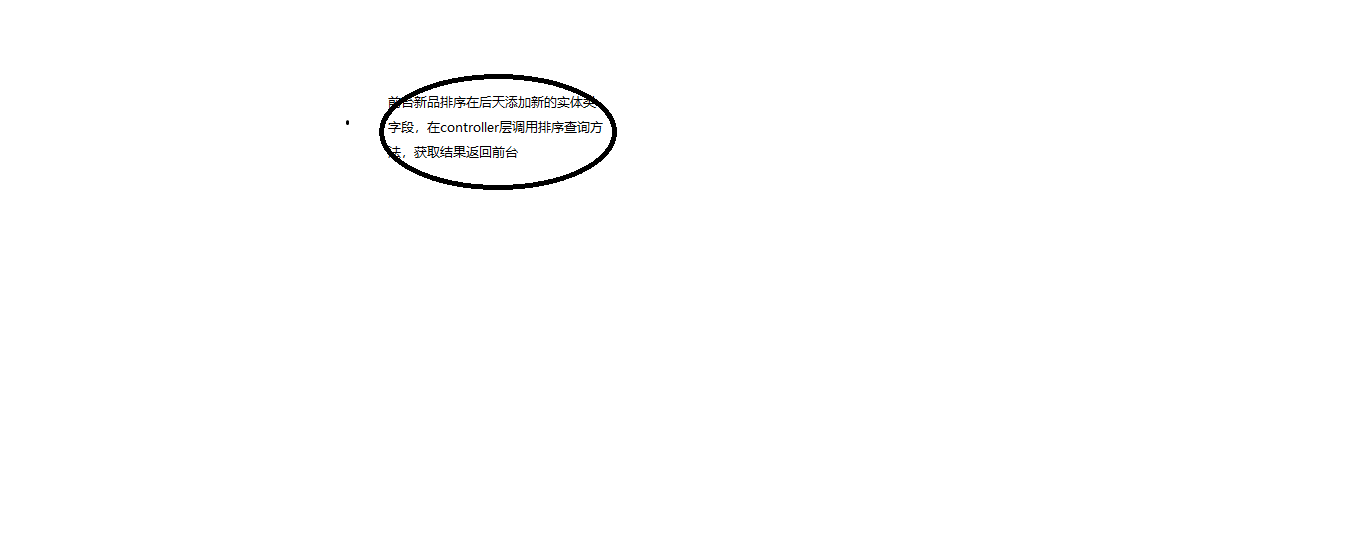 前台新品排序在后天添加新的实体类
字段，在controller层调用排序查询方
法，获取结果返回前台